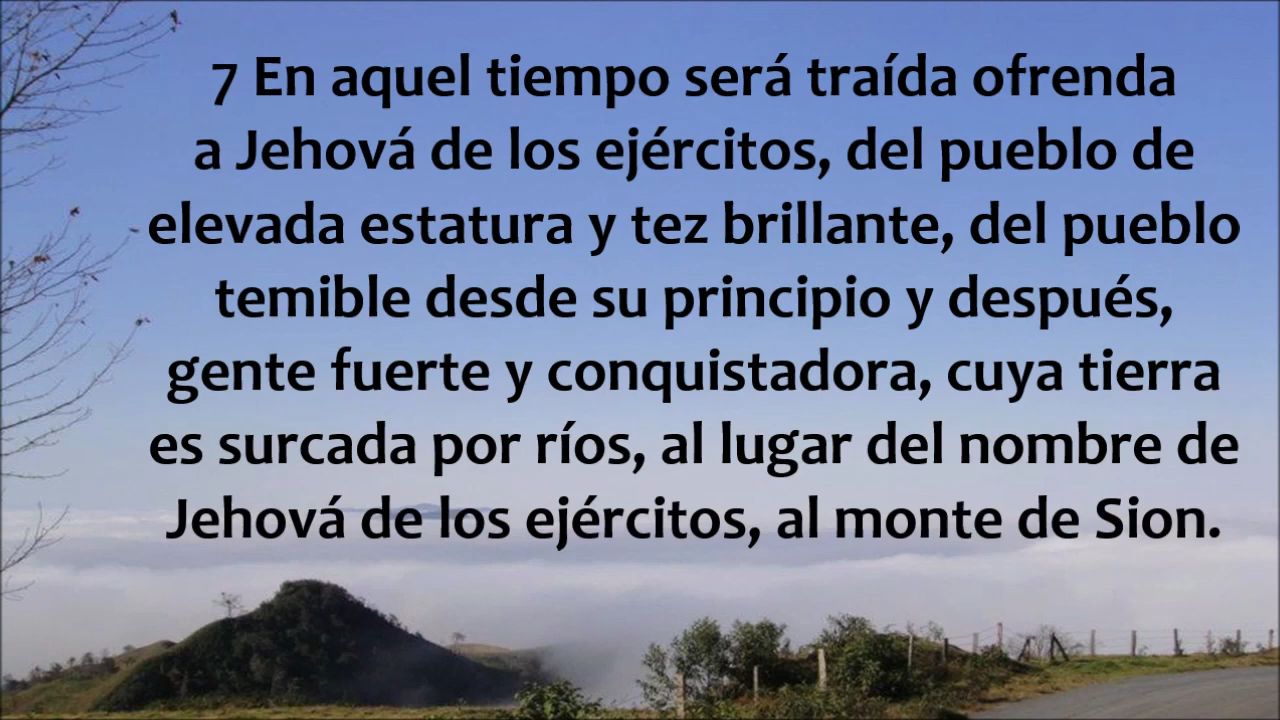 7 En aquel tiempo será traída ofrenda
a Jehová de los ejércitos, del pueblo de
elevada estatura y tez brillante, del pueblo
temible desde su principio y después,
gente fuerte y conquistadora, cuya tierra
es surcada por ríos, al lugar del nombre de
Jehová de los ejércitos, al monte de Sion.